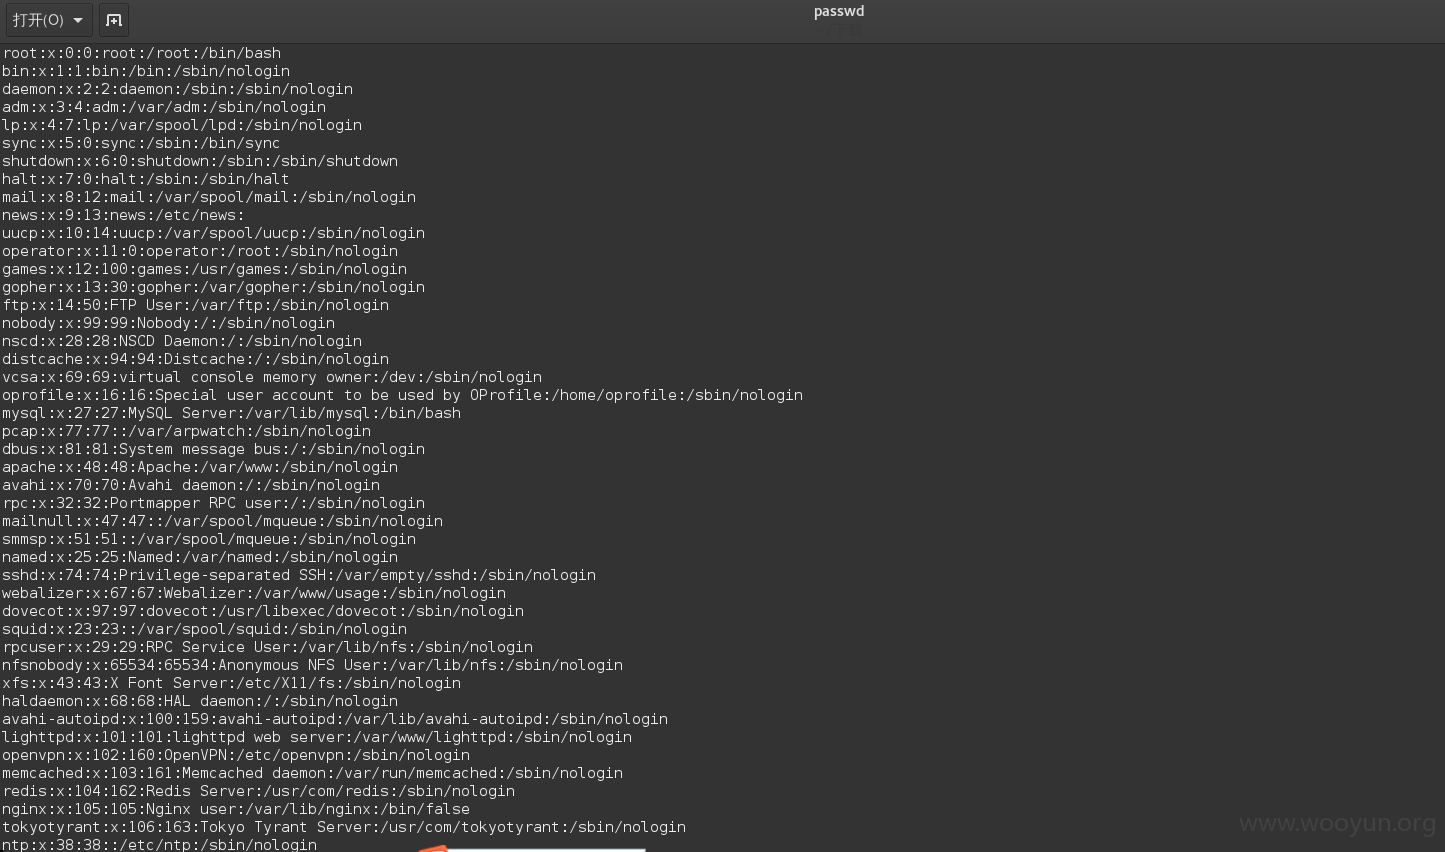 打开(O)
passwd
root:x:0:0:root:/root:/bin/bash
bin:x:1:1:bin:/bin:/sbin/nologin
daemon:x:2:2:daemon:/sbin:/sbin/nologin
adm:x:3:4:adm:/var/adm:/sbin/nologin
lp:x:4:7:lp:/var/spool/lpd:/sbin/nologin
sync:x:5:0:sync:/sbin:/bin/sync
shutdown:x:6:0:shutdown:/sbin:/sbin/shutdown
halt:x:7:0:halt:/sbin:/sbin/halt
mail:x:8:12:mail:/var/spool/mail:/sbin/nologin
news:x:9:13:news:/etc/news:
uucp:x:10:14:uucp:/var/spool/uucp:/sbin/nologin
operator:x:11:0:operator:/root:/sbin/nologin
games:x:12:100:games:/usr/games:/sbin/nologin
gopher:x:13:30:gopher:/var/gopher:/sbin/nologin
ftp:x:14:50:FTP User:/var/ftp:/sbin/nologin
nobody:x:99:99:Nobody:/:/sbin/nologin
nscd:x:28:28:NSCD Daemon:/:/sbin/nologin
distcache:x:94:94:Distcache:/:/sbin/nologin
vcsa:x:69:69:virtual console memory owner:/dev:/sbin/nologin
oprofile:x:16:16:Special user account to be used by OProfile:/home/oprofile:/sbin/nologin
mysql:x:27:27:MySQL Server:/var/lib/mysql:/bin/bash
pcap:x:77:77::/var/arpwatch:/sbin/nologin
dbus:x:81:81:System message bus:/:/sbin/nologin
apache:x:48:48:Apache:/var/www:/sbin/nologin
avahi:x:70:70:Avahi daemon:/:/sbin/nologin
rpc:x:32:32:Portmapper RPC user:/:/sbin/nologin
mailnull:x:47:47::/var/spool/mqueue:/sbin/nologin
smmsp:x:51:51::/var/spool/mqueue:/sbin/nologin
named:x:25:25:Named:/var/named:/sbin/nologin
sshd:x:74:74:Privilege-separated SSH:/var/empty/sshd:/sbin/nologin
webalizer:x:67:67:Webalizer:/var/www/usage:/sbin/nologin
dovecot:x:97:97:dovecot:/usr/libexec/dovecot:/sbin/nologin
squid:x:23:23::/var/spool/squid:/sbin/nologin
rpcuser:x:29:29:RPC Service User:/var/lib/nfs:/sbin/nologin
nfsnobody:x:65534:65534:Anonymous NFS User:/var/lib/nfs:/sbin/nologin
xfs:x:43:43:X Font Server:/etc/X11/fs:/sbin/nologin
haldaemon:x:68:68:HAL daemon:/:/sbin/nologin
avahi-autoipd:x:100:159:avahi-autoipd:/var/lib/avahi-autoipd:/sbin/nologin
lighttpd:x:101:101:lighttpd web server:/var/www/lighttpd:/sbin/nologin
openvpn:x:102:160:OpenVPN:/etc/openvpn:/sbin/nologin
memcached:x:103:161:Memcached daemon:/var/run/memcached:/sbin/nologin
redis:x:104:162:Redis Server:/usr/com/redis:/sbin/nologin
nginx:x:105:105:Nginx user:/var/lib/nginx:/bin/false
tokyotyrant:x:106:163:Tokyo Tyrant Server:/usr/com/tokyotyrant:/sbin/nologin
ntp:x:38:38::/etc/ntp:/sbin/nologin
www.wooyun.org